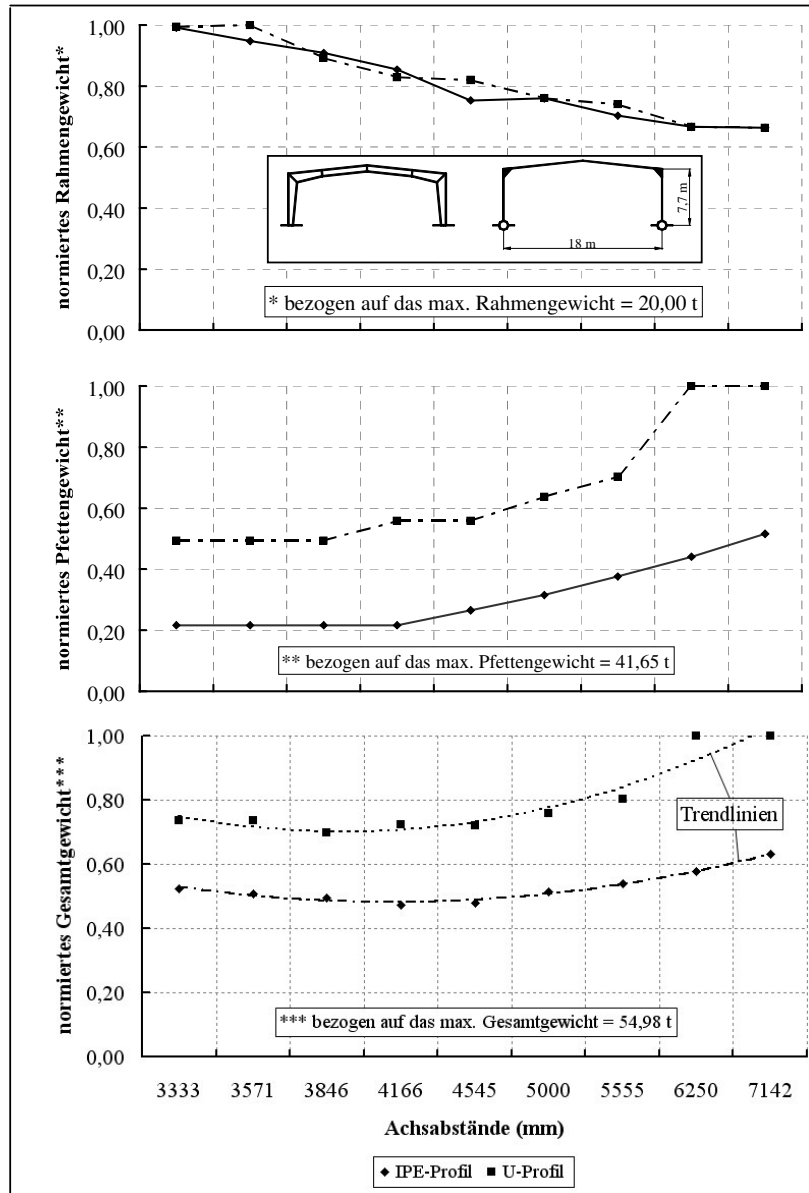 normiertes Rahmengewicht*
1,00
0,80
0,60
0,40
0,20
0,00
7,7 m
18 m
* bezogen auf das max. Rahmengewicht = 20,00 t
normiertes Pfettengewicht**
1,00
0,80
0,60
0,40
0,20
0,00
** bezogen auf das max. Pfettengewicht = 41,65 t
normiertes Gesamtgewicht***
1,00
0,80
0,60
0,40
0,20
0,00
Trendlinien
*** bezogen auf das max. Gesamtgewicht = 54,98 t
3333 3571 3846 4166 4545 5000 5555 6250 7142
Achsabstände (mm)
IPE-Profil U-Profil